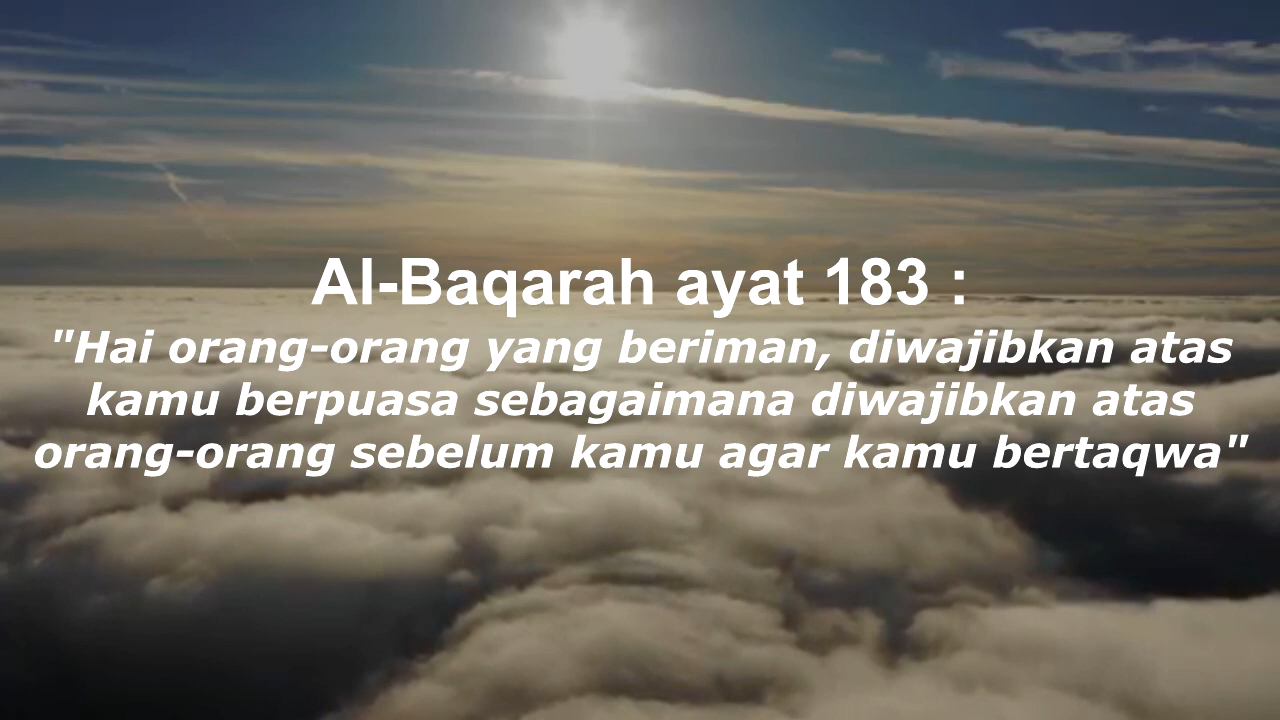 Al-Baqarah ayat 183 :
"Hai orang-orang yang beriman, diwajibkan atas
kamu berpuasa sebagaimana diwajibkan atas
orang-orang sebelum kamu agar kamu bertaqwa"